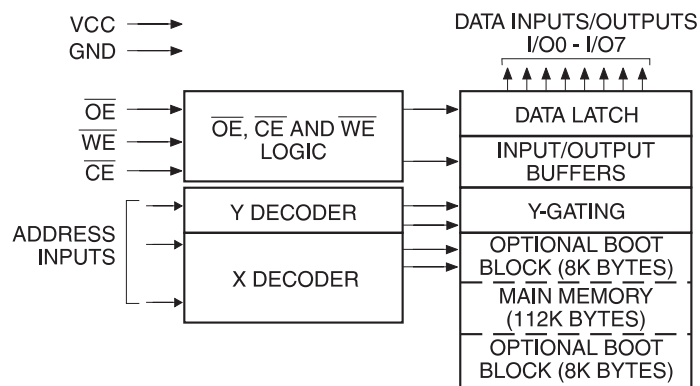 VCC
GND
DATA INPUTS/OUTPUTS
I/O0 - I/O7
OE
WE
CE
OE, CE AND WE
LOGIC
DATA LATCH
INPUT/OUTPUT
BUFFERS
ADDRESS
INPUTS
Y DECODER
X DECODER
Y-GATING
OPTIONAL BOOT
BLOCK (8K BYTES)
MAIN MEMORY
(112K BYTES)
OPTIONAL BOOT
BLOCK (8K BYTES)